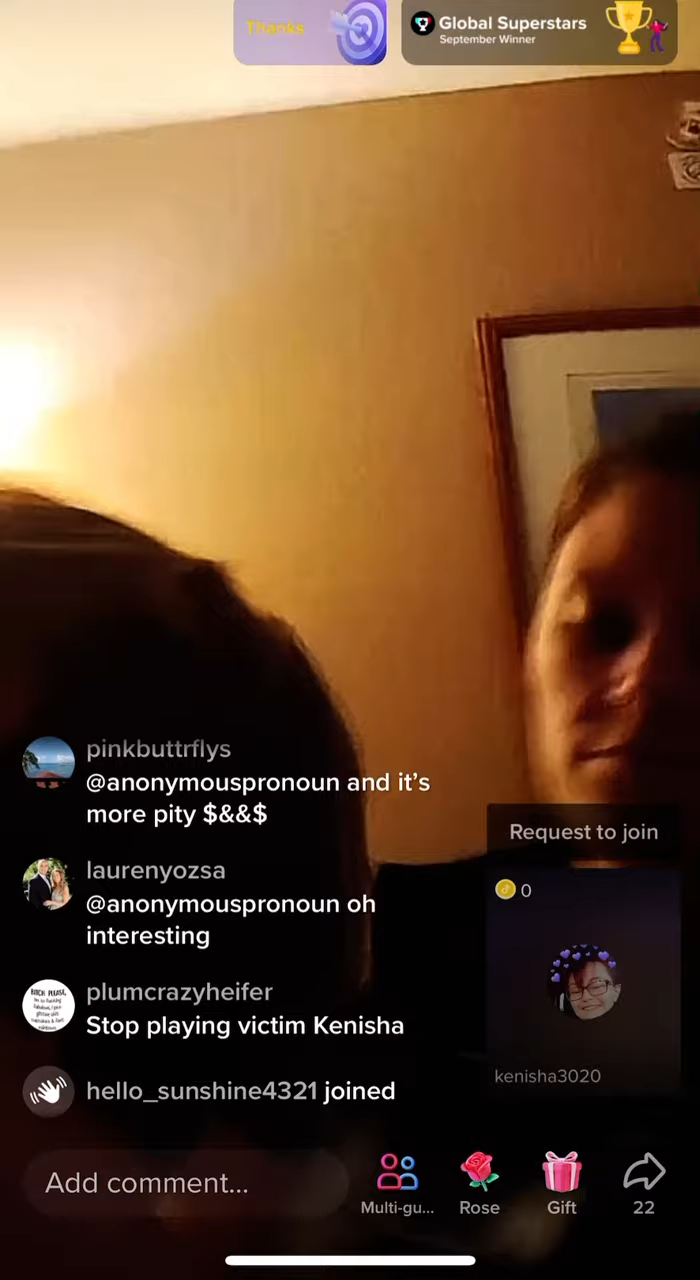 Thanks
Global Superstars
September Winner
pinkbuttrflys
@anonymouspronoun and it's
more pity $&&$
laurenyozsa
@anonymouspronoun oh
interesting
plumcrazyheifer
Stop playing victim Kenisha
hello_sunshine4321 joined
Request to join
0
kenisha3020
Add comment...
Multi-gu...
Rose
Gift
22